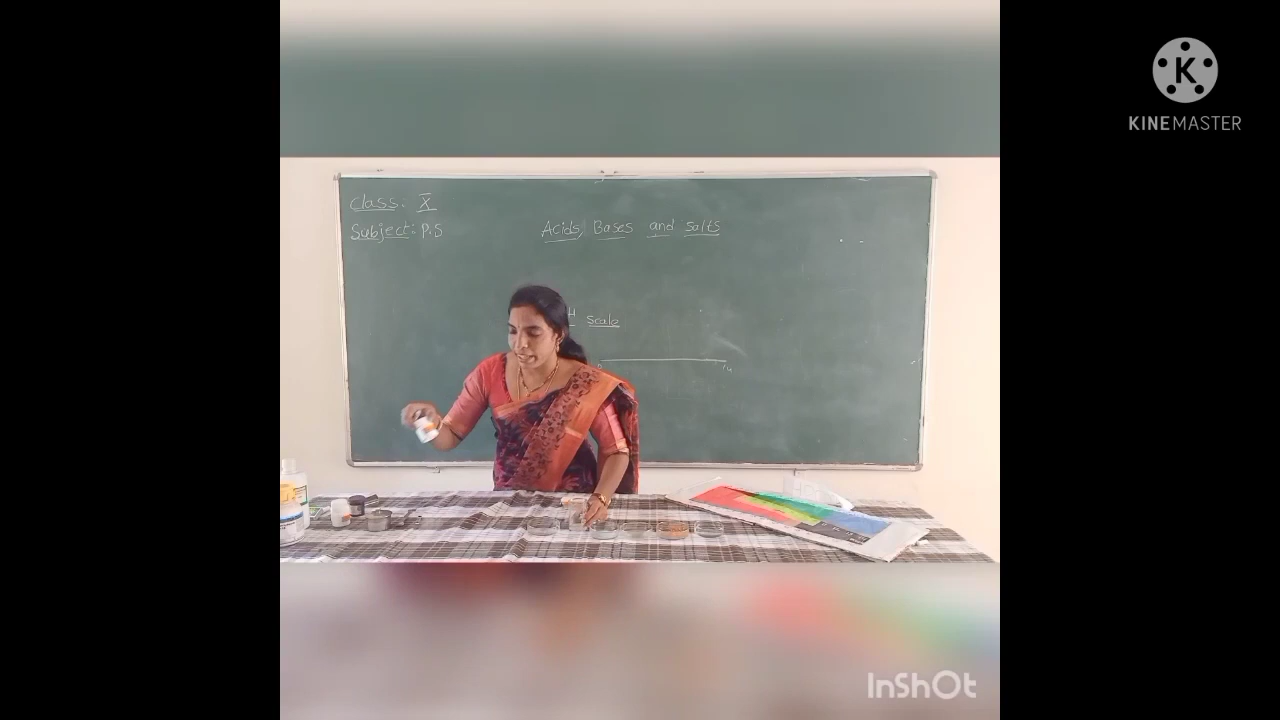 KINEMASTER
Class: X
Subject: P.S
Acids, Bases and Salts
H scale
14
InShOt